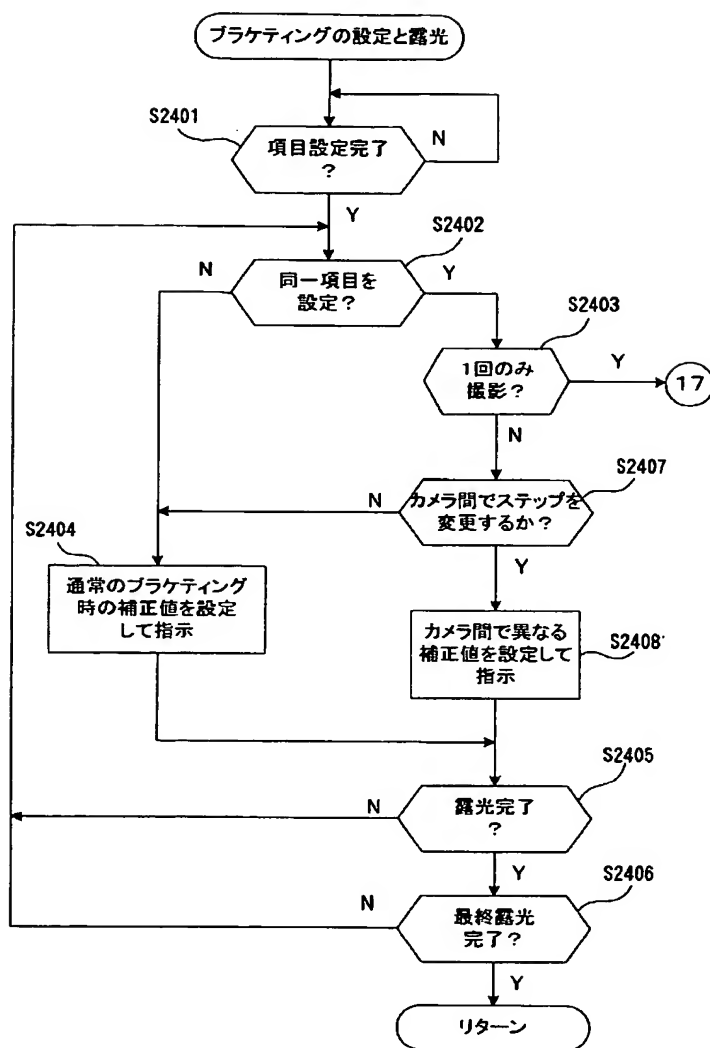 ブラケティングの設定と露光
S2401
項目設定完了
?
N
Y
S2402
N
同一項目を
設定?
Y
S2403
1回のみ
撮影?
Y
17
N
S2407
N
カメラ間でステップを
変更するか?
S2404
Y
通常のブラケティング
時の補正値を設定
して指示
カメラ間で異なる
補正値を設定して
指示
S2408
S2405
N
露光完了
?
Y
S2406
N
最終露光
完了?
Y
リターン